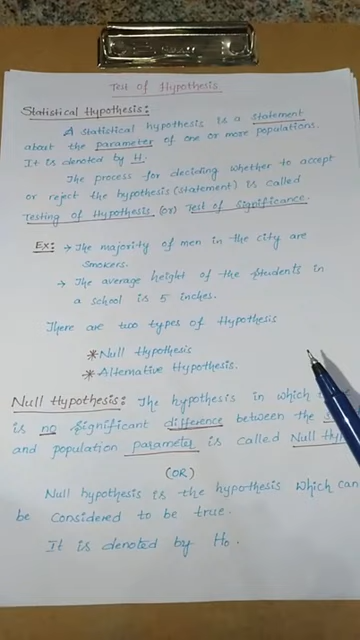 Test of Hypothesis
Statistical Hypothesis:
A statistical hypothesis is a statement
about the parameter of one or more populations.
It is denoted by H.
The process for deciding whether to accept
or reject the hypothesis (statement) is called
Testing of Hypothesis (or) Test of significance.
Ex: → The majority of men in the city are
smokers.
→ The average height of the students in
a school is 5 inches.
There are two types of Hypothesis
* Null Hypothesis
* Alternative Hypothesis.
Null Hypothesis: The hypothesis in which
is no significant difference between the
and population parameter is called Null
(OR)
Null hypothesis is the hypothesis which can
be considered to be true.
It is denoted by H₀.